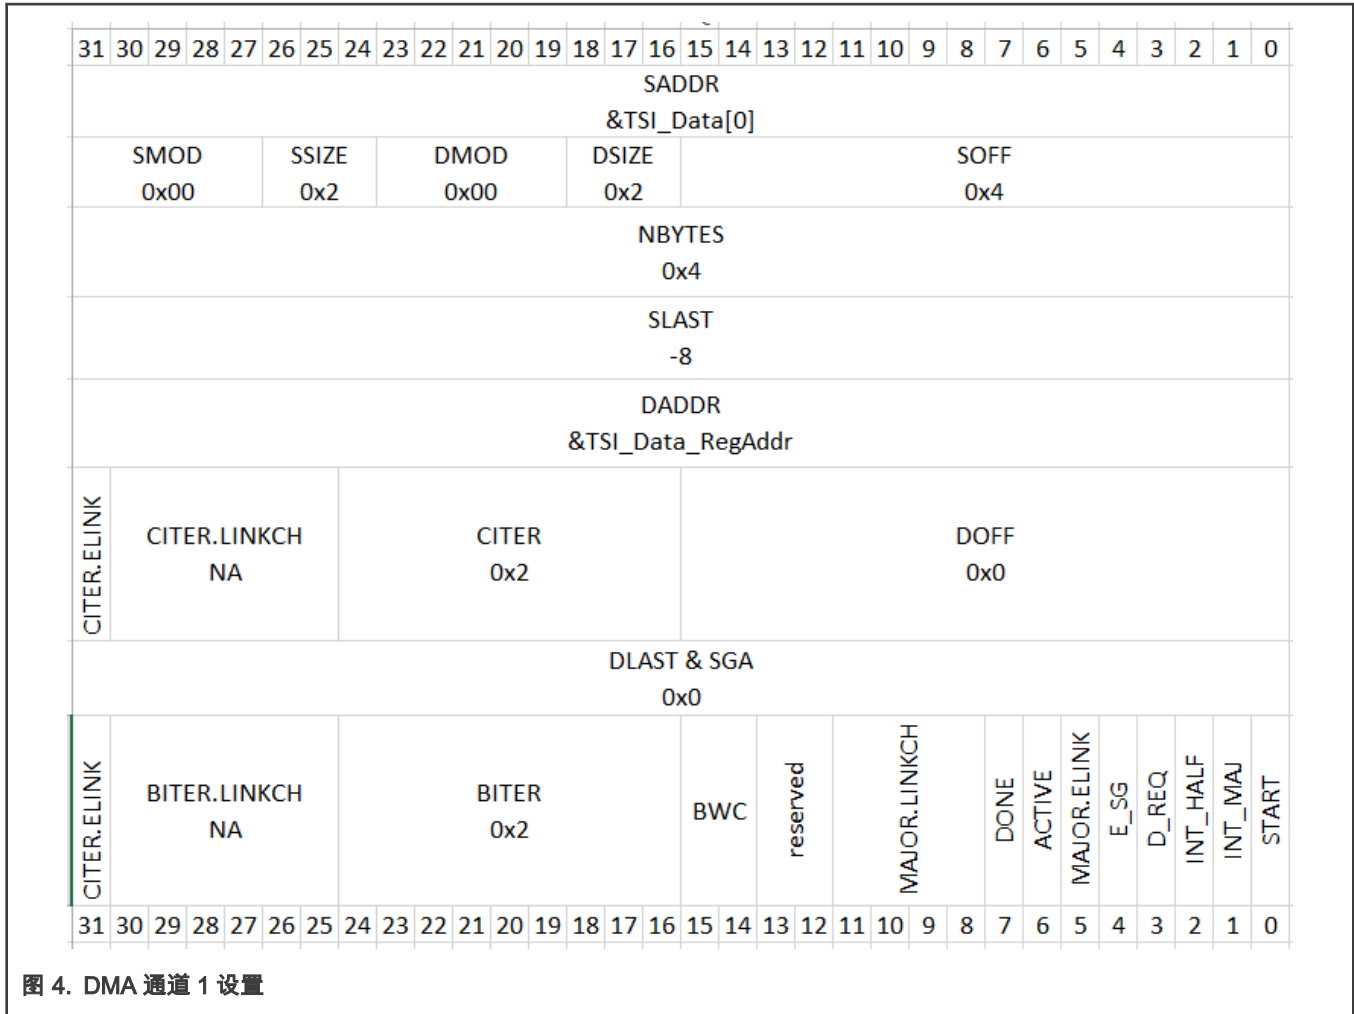 31 30 29 28 27 26 25 24 23 22 21 20 19 18 17 16 15 14 13 12 11 10 9 8 7 6 5 4 3 2 1 0
SADDR
&TSI_Data[0]
SMOD SSIZE DMOD DSIZE SOFF
0x00 0x2 0x00 0x2 0x4
NBYTES
0x4
SLAST
-8
DADDR
&TSI_Data_RegAddr
CITER.ELINK
CITER.LINKCH CITER DOFF
NA 0x2 0x0
DLAST & SGA
0x0
CITER.ELINK
BITER.LINKCH BITER
NA 0x2
BWC
reserved
MAJOR.LINKCH
DONE
ACTIVE
MAJOR.ELINK
E_SG
D_REQ
INT_HALF
INT_MAJ
START
31 30 29 28 27 26 25 24 23 22 21 20 19 18 17 16 15 14 13 12 11 10 9 8 7 6 5 4 3 2 1 0
图 4. DMA 通道 1 设置